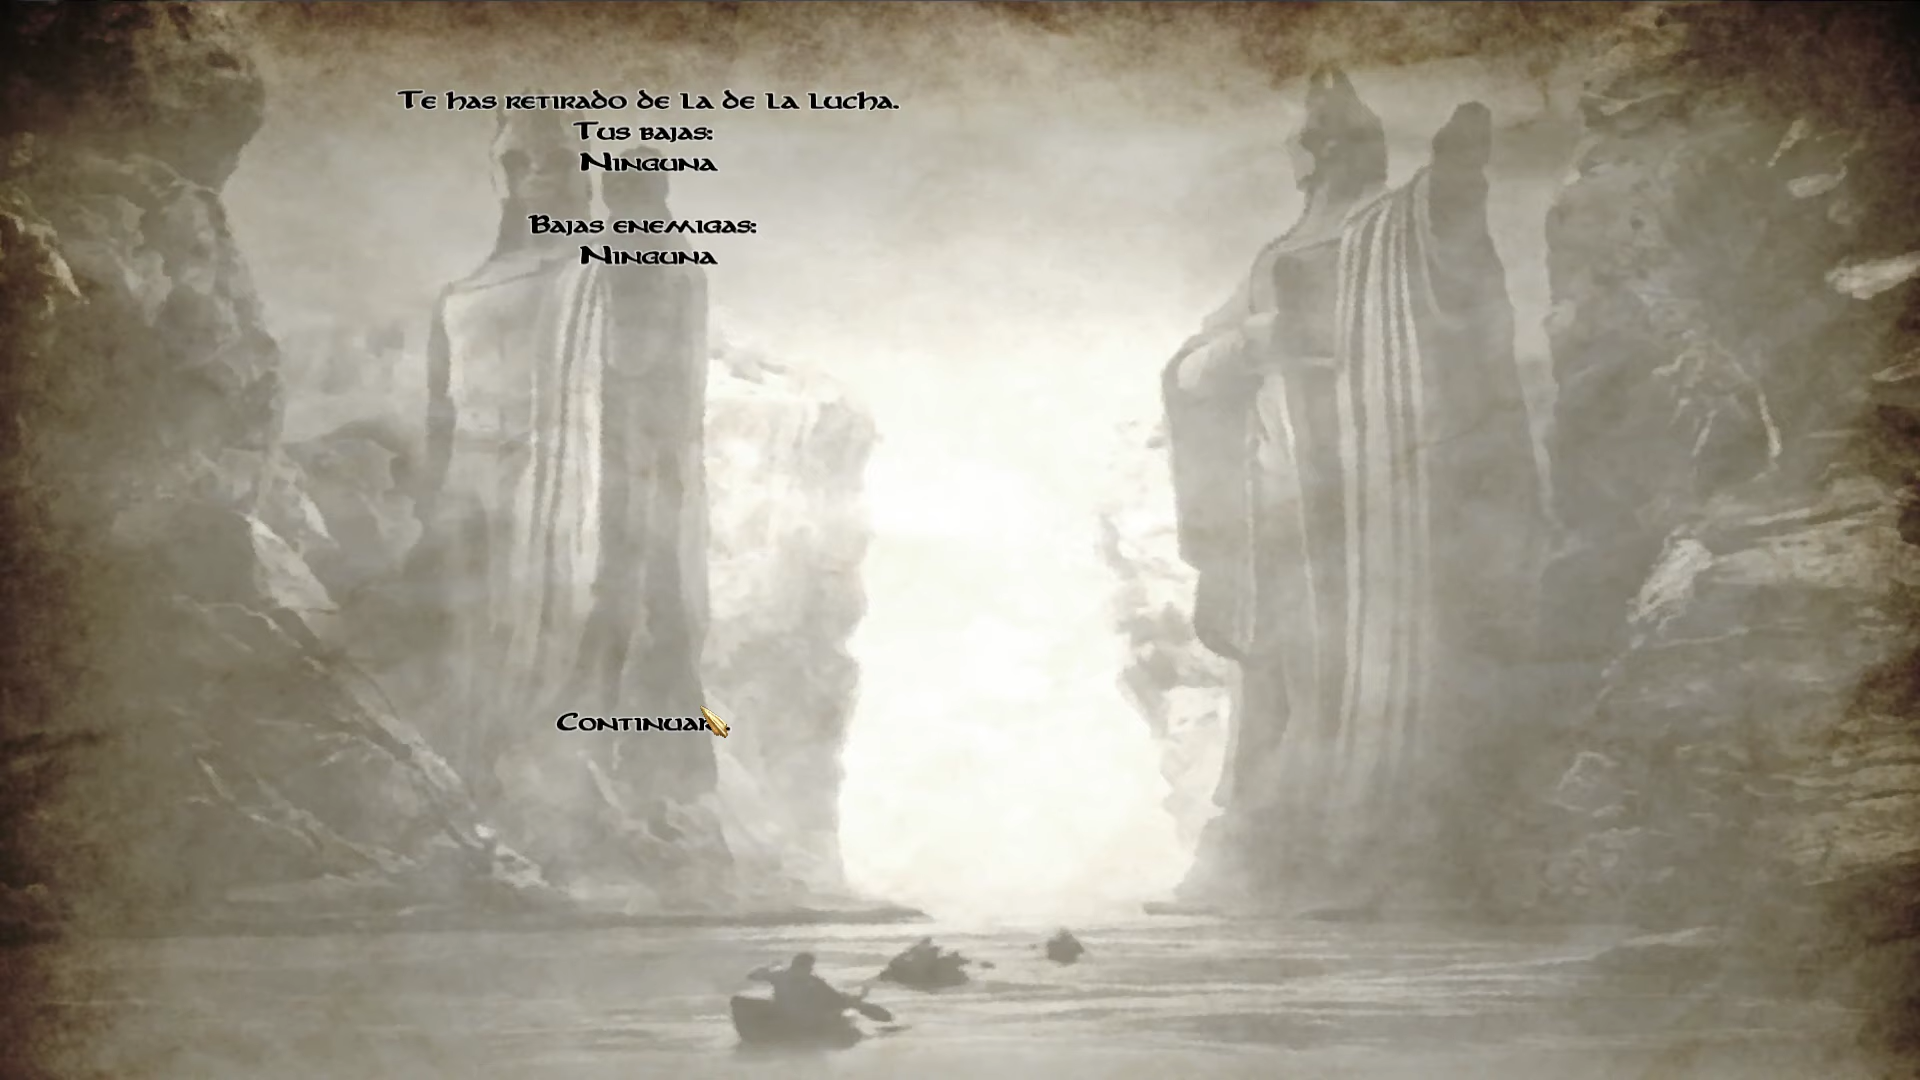 Te has retirado de la de la lucha.
Tus bajas:
Ninguna
Bajas enemigas:
Ninguna
Continuar.